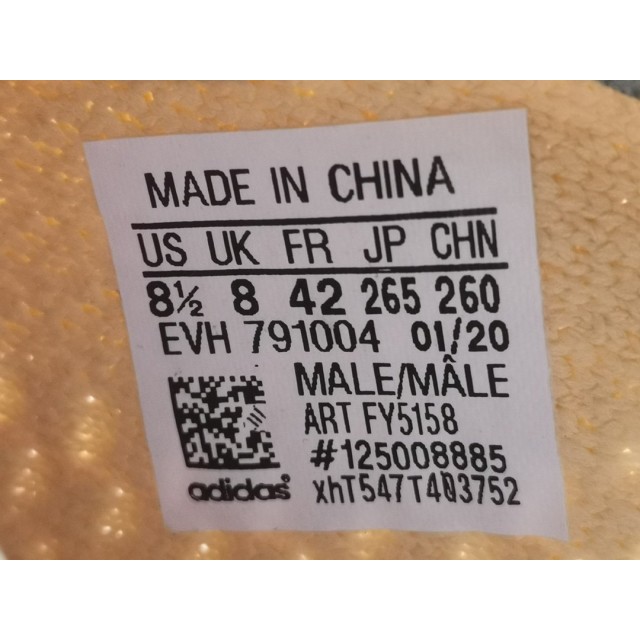 MADE IN CHINA
US UK FR JP CHN
8½ 8 42 265 260
EVH 791004 01/20
MALE/MÂLE
ART FY5158
#125008885
xhT547T4Q3752
adidas®